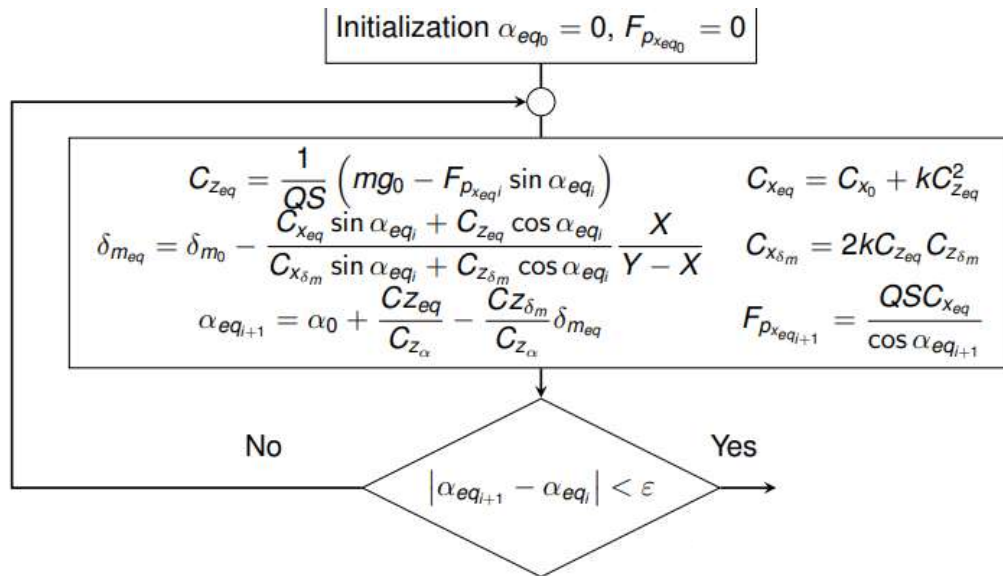 Initialization α_{eq_0} = 0, F_{p_{x_{eq_0}}} = 0
C_{z_{eq}} = \frac{1}{QS} \left( mg_0 - F_{p_{x_{eq_i}}} \sin α_{eq_i} \right) C_{x_{eq}} = C_{x_0} + kC_{z_{eq}}^2
δ_{m_{eq}} = δ_{m_0} - \frac{C_{x_{eq}} \sin α_{eq_i} + C_{z_{eq}} \cos α_{eq_i}}{C_{x_{δ_m}} \sin α_{eq_i} + C_{z_{δ_m}} \cos α_{eq_i}} \frac{X}{Y - X} C_{x_{δ_m}} = 2kC_{z_{eq}} C_{z_{δ_m}}
α_{eq_{i+1}} = α_0 + \frac{Cz_{eq}}{C_{z_α}} - \frac{Cz_{δ_m}}{C_{z_α}} δ_{m_{eq}} F_{p_{x_{eq_{i+1}}}} = \frac{QSC_{x_{eq}}}{\cos α_{eq_{i+1}}}
No Yes
|α_{eq_{i+1}} - α_{eq_i}| < ε